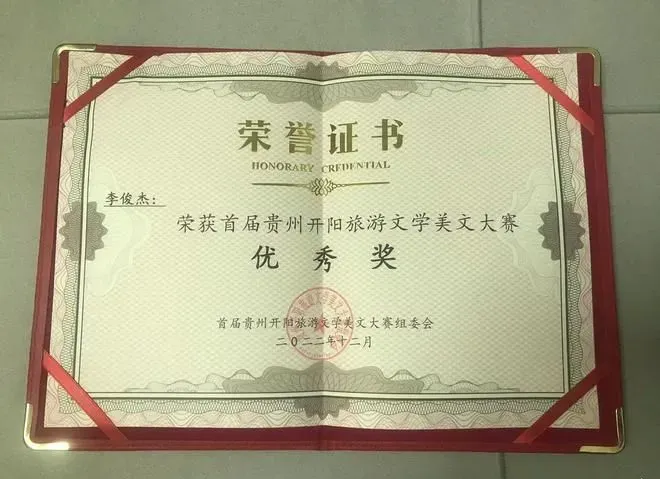 荣誉证书
HONORARY CREDENTIAL
李俊杰：
荣获首届贵州开阳旅游文学美文大赛
优秀奖
首届贵州开阳旅游文学美文大赛组委会
二〇二二年十二月